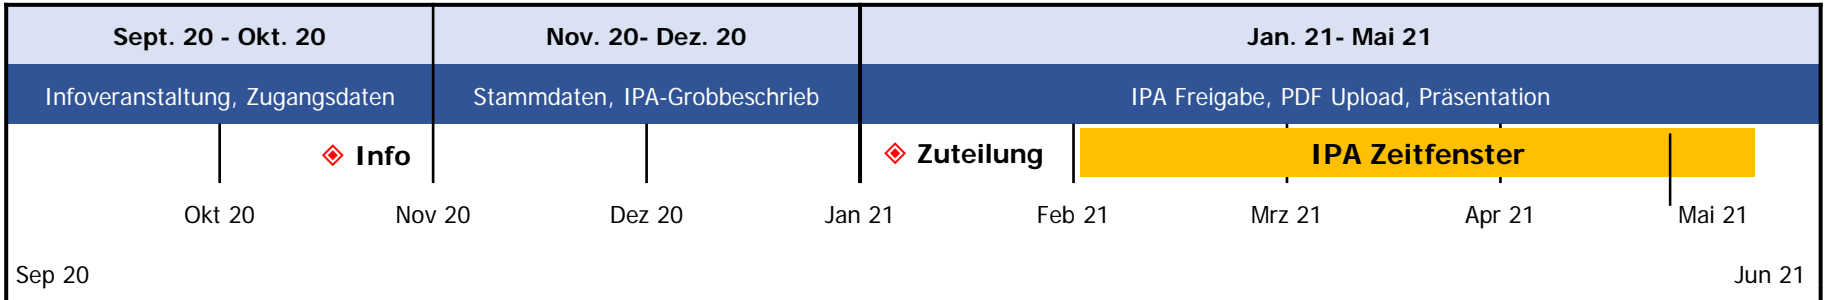 Sept. 20 - Okt. 20 Nov. 20- Dez. 20 Jan. 21- Mai 21
Infoveranstaltung, Zugangsdaten Stammdaten, IPA-Grobbeschrieb IPA Freigabe, PDF Upload, Präsentation
Info Zuteilung IPA Zeitfenster
Okt 20 Nov 20 Dez 20 Jan 21 Feb 21 Mrz 21 Apr 21 Mai 21
Sep 20 Jun 21